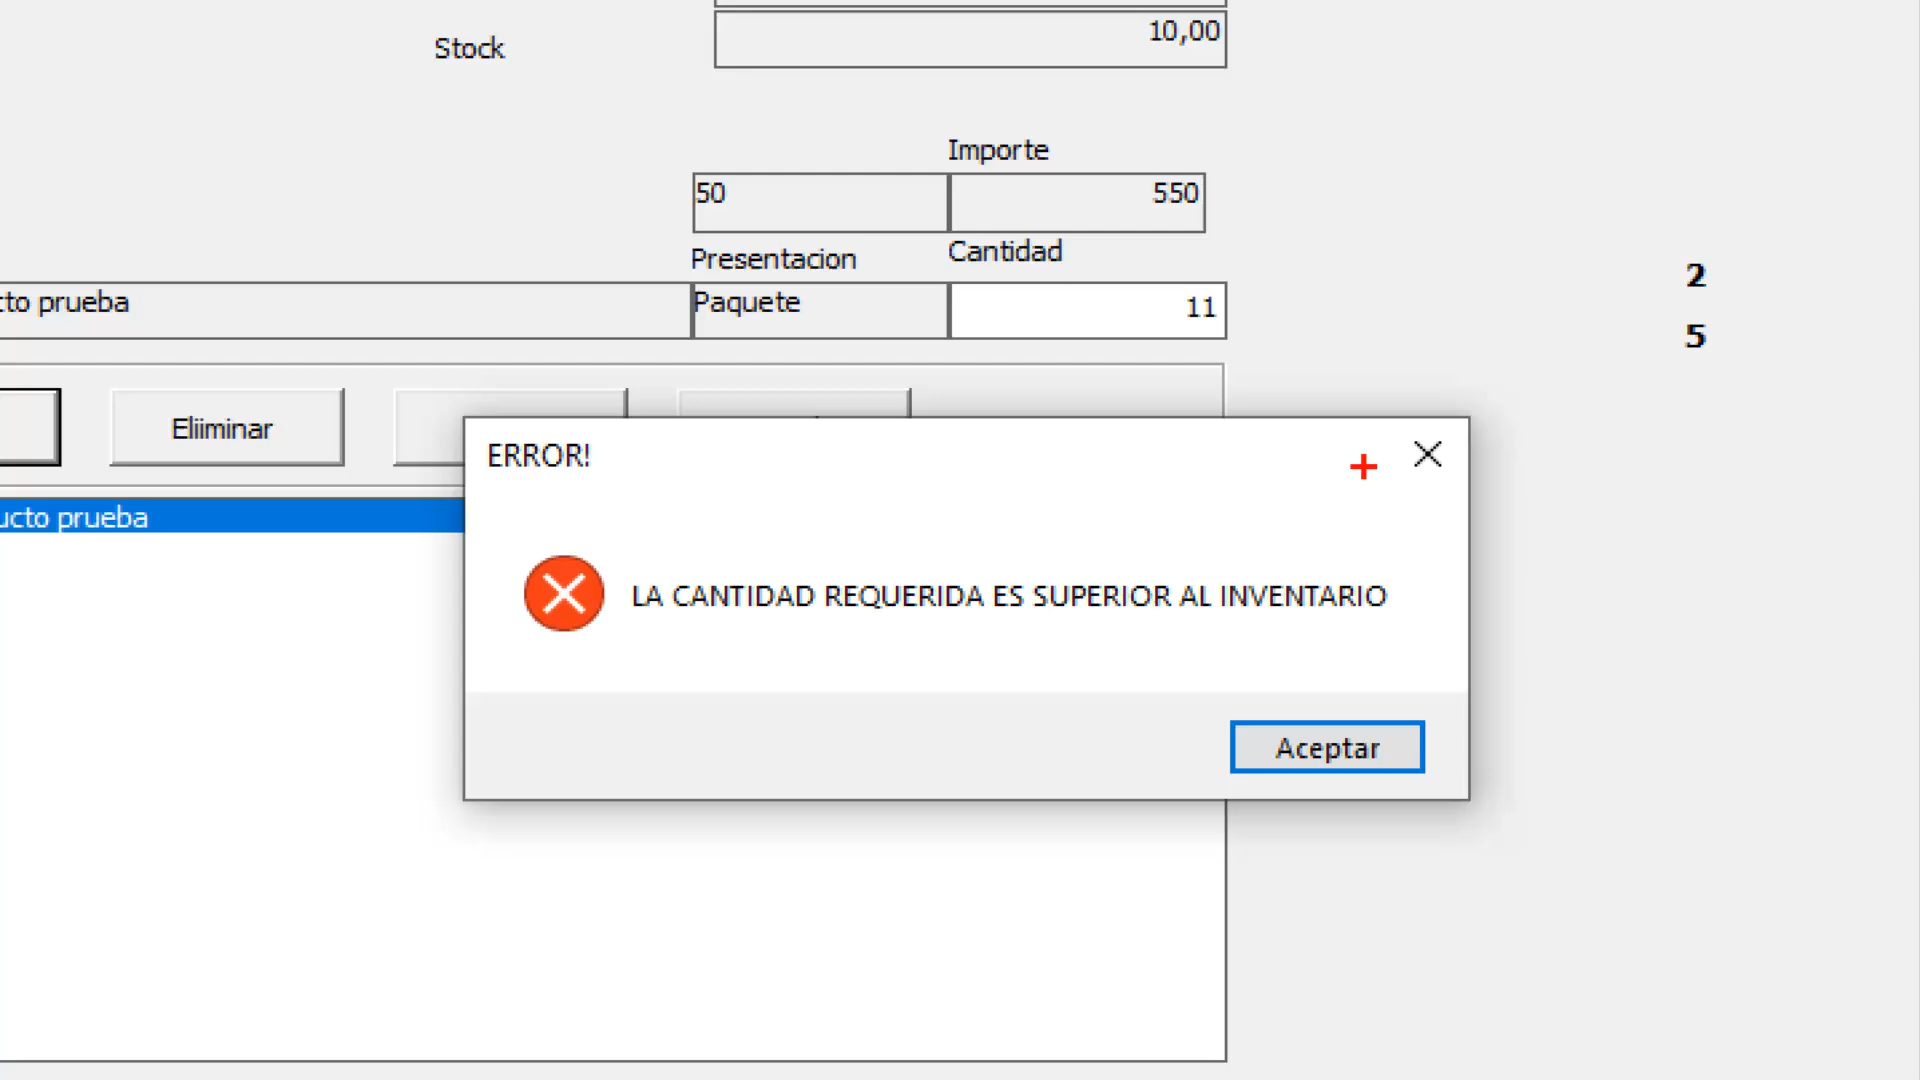 10,00
Stock
Importe
50 550
Presentacion Cantidad
cto prueba Paquete 11
2
5
Eliiminar
ERROR!
ucto prueba
LA CANTIDAD REQUERIDA ES SUPERIOR AL INVENTARIO
Aceptar